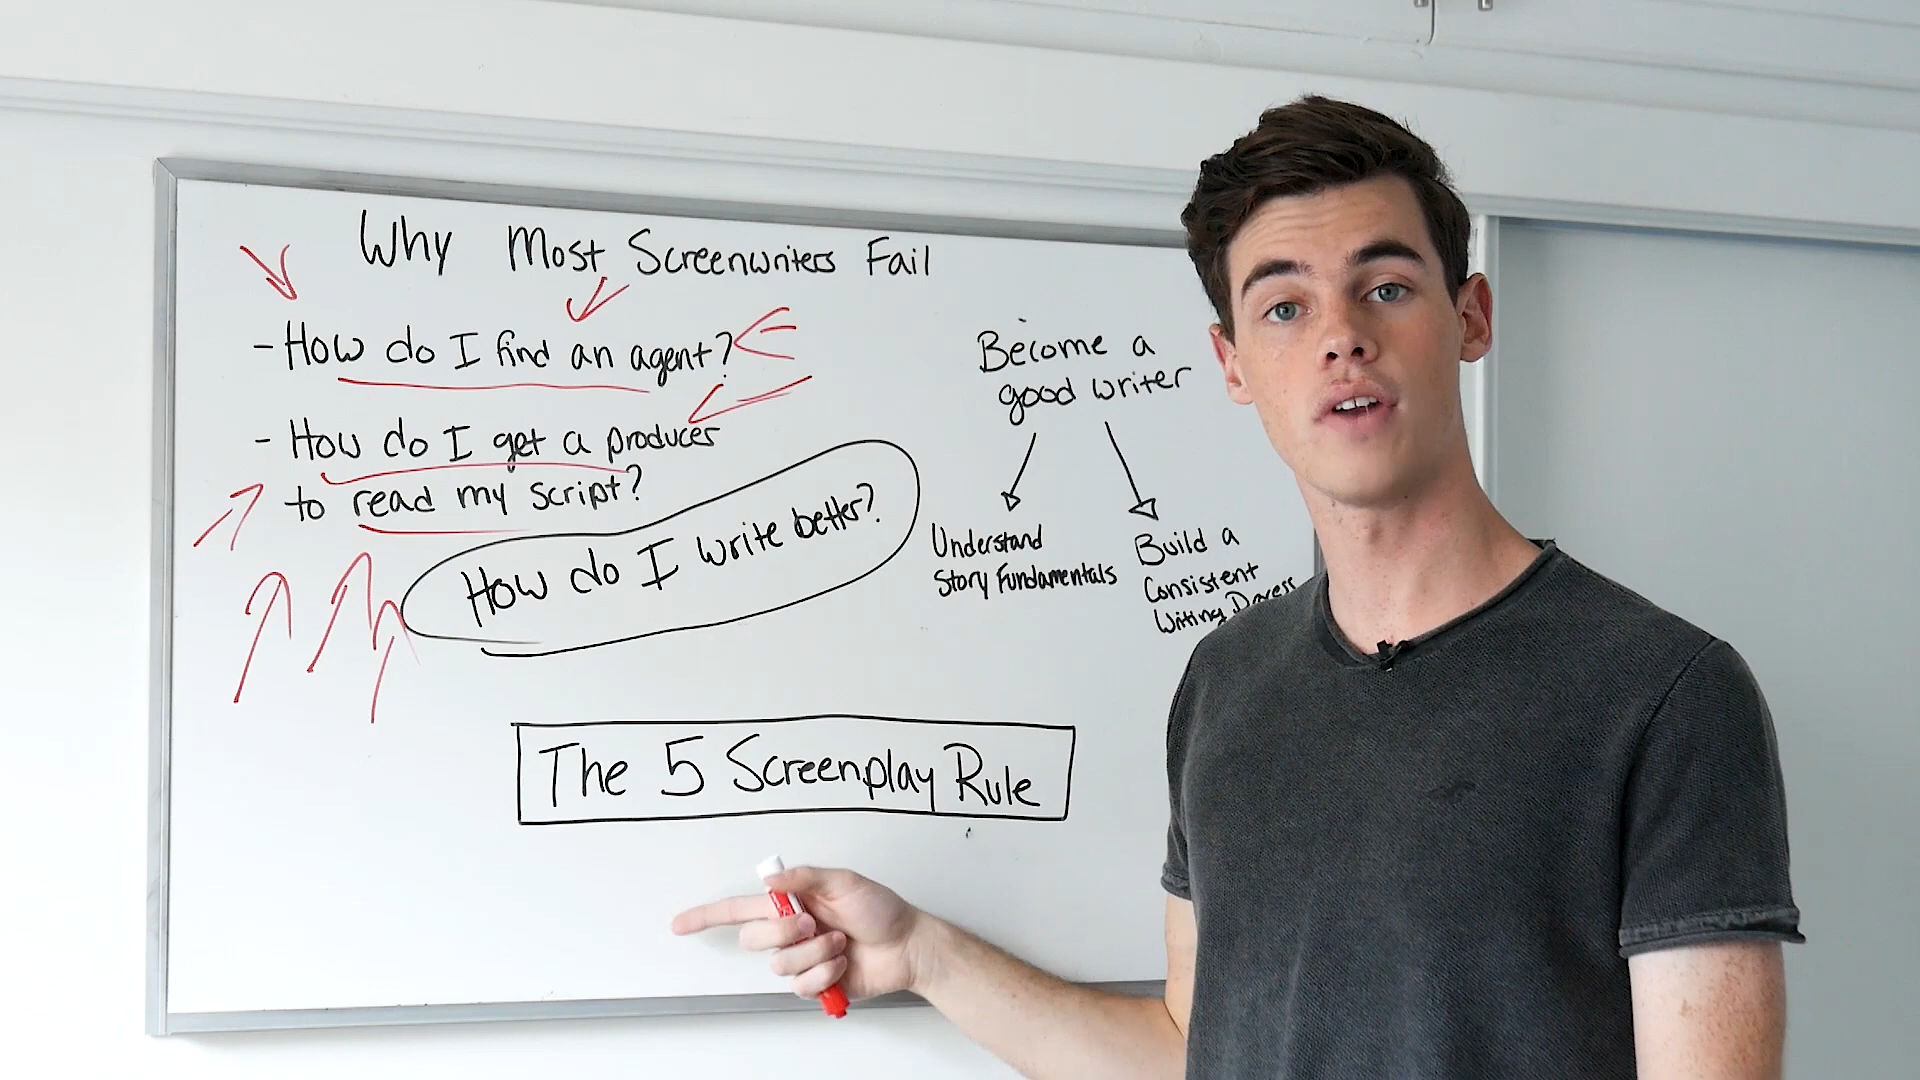 Why Most Screenwriters Fail
- How do I find an agent?
- How do I get a producer
to read my script?
How do I write better?
Become a
good writer
Understand
Story Fundamentals
Build a
Consistent
Writing
The 5 Screenplay Rule